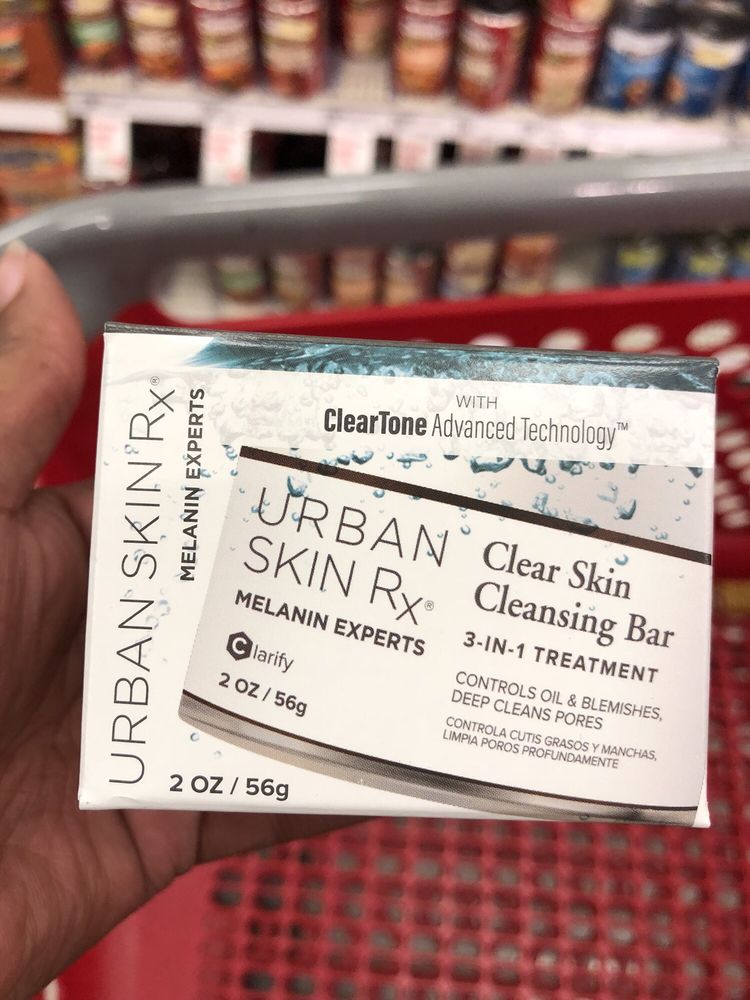 URBAN SKIN Rx®
MELANIN EXPERTS
WITH
ClearTone Advanced Technology™
URBAN
SKIN Rx®
MELANIN EXPERTS
Clarify
2 OZ / 56g
Clear Skin
Cleansing Bar
3-IN-1 TREATMENT
CONTROLS OIL & BLEMISHES,
DEEP CLEANS PORES
CONTROLA CUTIS GRASOS Y MANCHAS,
LIMPIA POROS PROFUNDAMENTE
2 OZ / 56g